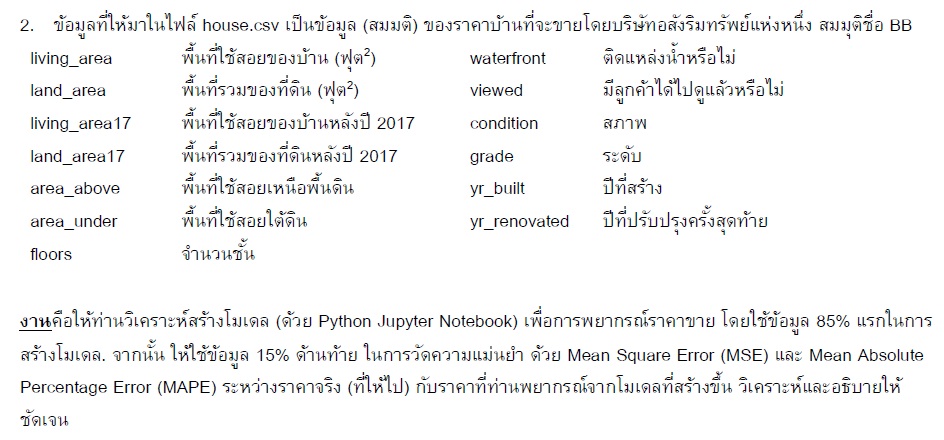 2. ข้อมูลที่ให้มาในไฟล์ house.csv เป็นข้อมูล (สมมติ) ของราคาบ้านที่จะขายโดยบริษัทอสังริมทรัพย์แห่งหนึ่ง สมมุติชื่อ BB
living_area พื้นที่ใช้สอยของบ้าน (ฟุต²) waterfront ติดแหล่งน้ำหรือไม่
land_area พื้นที่รวมของที่ดิน (ฟุต²) viewed มีลูกค้าได้ไปดูแล้วหรือไม่
living_area17 พื้นที่ใช้สอยของบ้านหลังปี 2017 condition สภาพ
land_area17 พื้นที่รวมของที่ดินหลังปี 2017 grade ระดับ
area_above พื้นที่ใช้สอยเหนือพื้นดิน yr_built ปีที่สร้าง
area_under พื้นที่ใช้สอยใต้ดิน yr_renovated ปีที่ปรับปรุงครั้งสุดท้าย
floors จำนวนชั้น
งานคือให้ท่านวิเคราะห์สร้างโมเดล (ด้วย Python Jupyter Notebook) เพื่อการพยากรณ์ราคาขาย โดยใช้ข้อมูล 85% แรกในการ
สร้างโมเดล. จากนั้น ให้ใช้ข้อมูล 15% ด้านท้าย ในการวัดความแม่นยำ ด้วย Mean Square Error (MSE) และ Mean Absolute
Percentage Error (MAPE) ระหว่างราคาจริง (ที่ให้ไป) กับราคาที่ท่านพยากรณ์จากโมเดลที่สร้างขึ้น วิเคราะห์และอธิบายให้
ชัดเจน